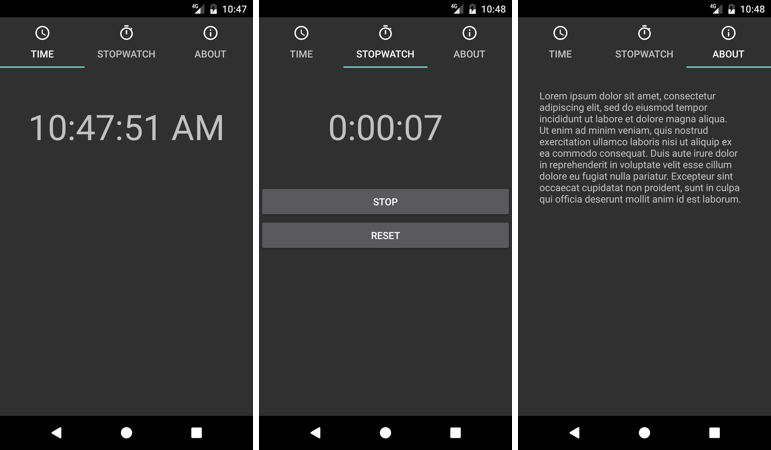 4G 10:47
TIME STOPWATCH ABOUT
10:47:51 AM
4G 10:48
TIME STOPWATCH ABOUT
0:00:07
STOP
RESET
4G 10:48
TIME STOPWATCH ABOUT
Lorem ipsum dolor sit amet, consectetur
adipiscing elit, sed do eiusmod tempor
incididunt ut labore et dolore magna aliqua.
Ut enim ad minim veniam, quis nostrud
exercitation ullamco laboris nisi ut aliquip ex
ea commodo consequat. Duis aute irure dolor
in reprehenderit in voluptate velit esse cillum
dolore eu fugiat nulla pariatur. Excepteur sint
occaecat cupidatat non proident, sunt in culpa
qui officia deserunt mollit anim id est laborum.